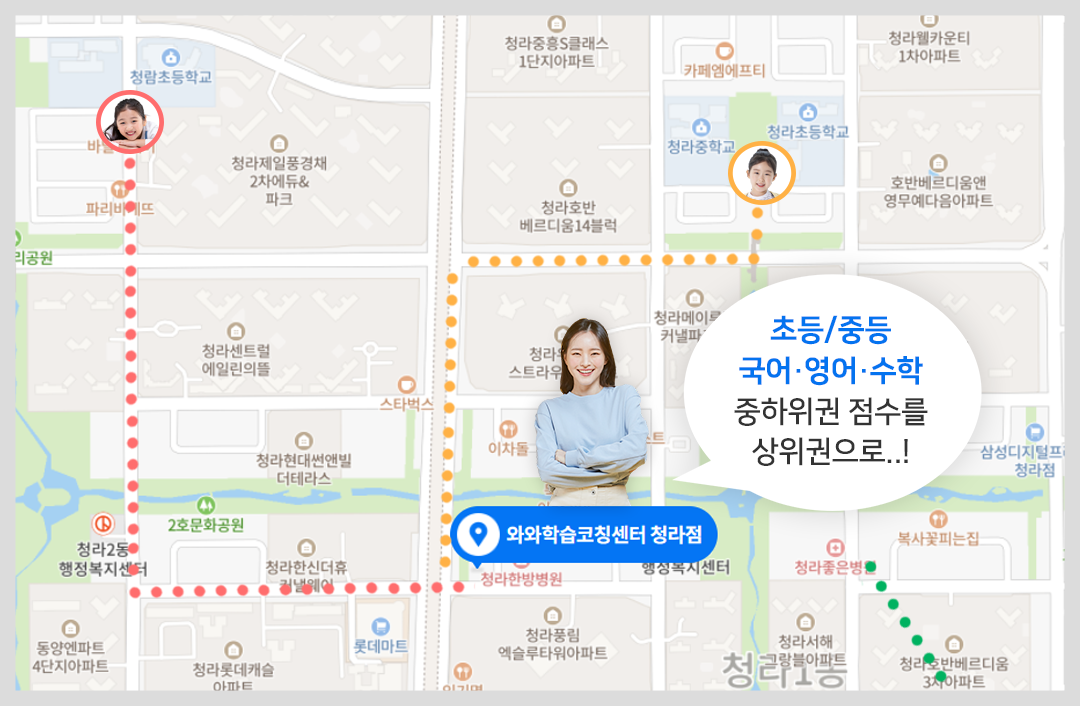 청라중흥S클래스
1단지아파트
청라웰카운티
1차아파트
카페엠에프티
청람초등학교
청라초등학교
청라중학교
청라제일풍경채
2차에듀&
파크
호반베르디움앤
영무예다음아파트
청라호반
베르디움14블럭
파리바게뜨
리공원
청라메이루
커낼파크
청라센트럴
에일린의뜰
스트라우
초등/중등
국어·영어·수학
중하위권 점수를
상위권으로..!
스타벅스
이차돌
스트
청라현대썬앤빌
더테라스
삼성디지털프라
청라점
2호문화공원
와와학습코칭센터 청라점
복사꽃피는집
청라2동
행정복지센터
청라한신더휴
커낼웨이
청라한방병원
행정복지센터
청라좋은병원
동양엔파트
4단지아파트
롯데마트
청라풍림
엑슬루타워아파트
청라서해
그랑블아파트
청라호반베르디움
3차아파트
청라롯데캐슬
아파트
청라1동